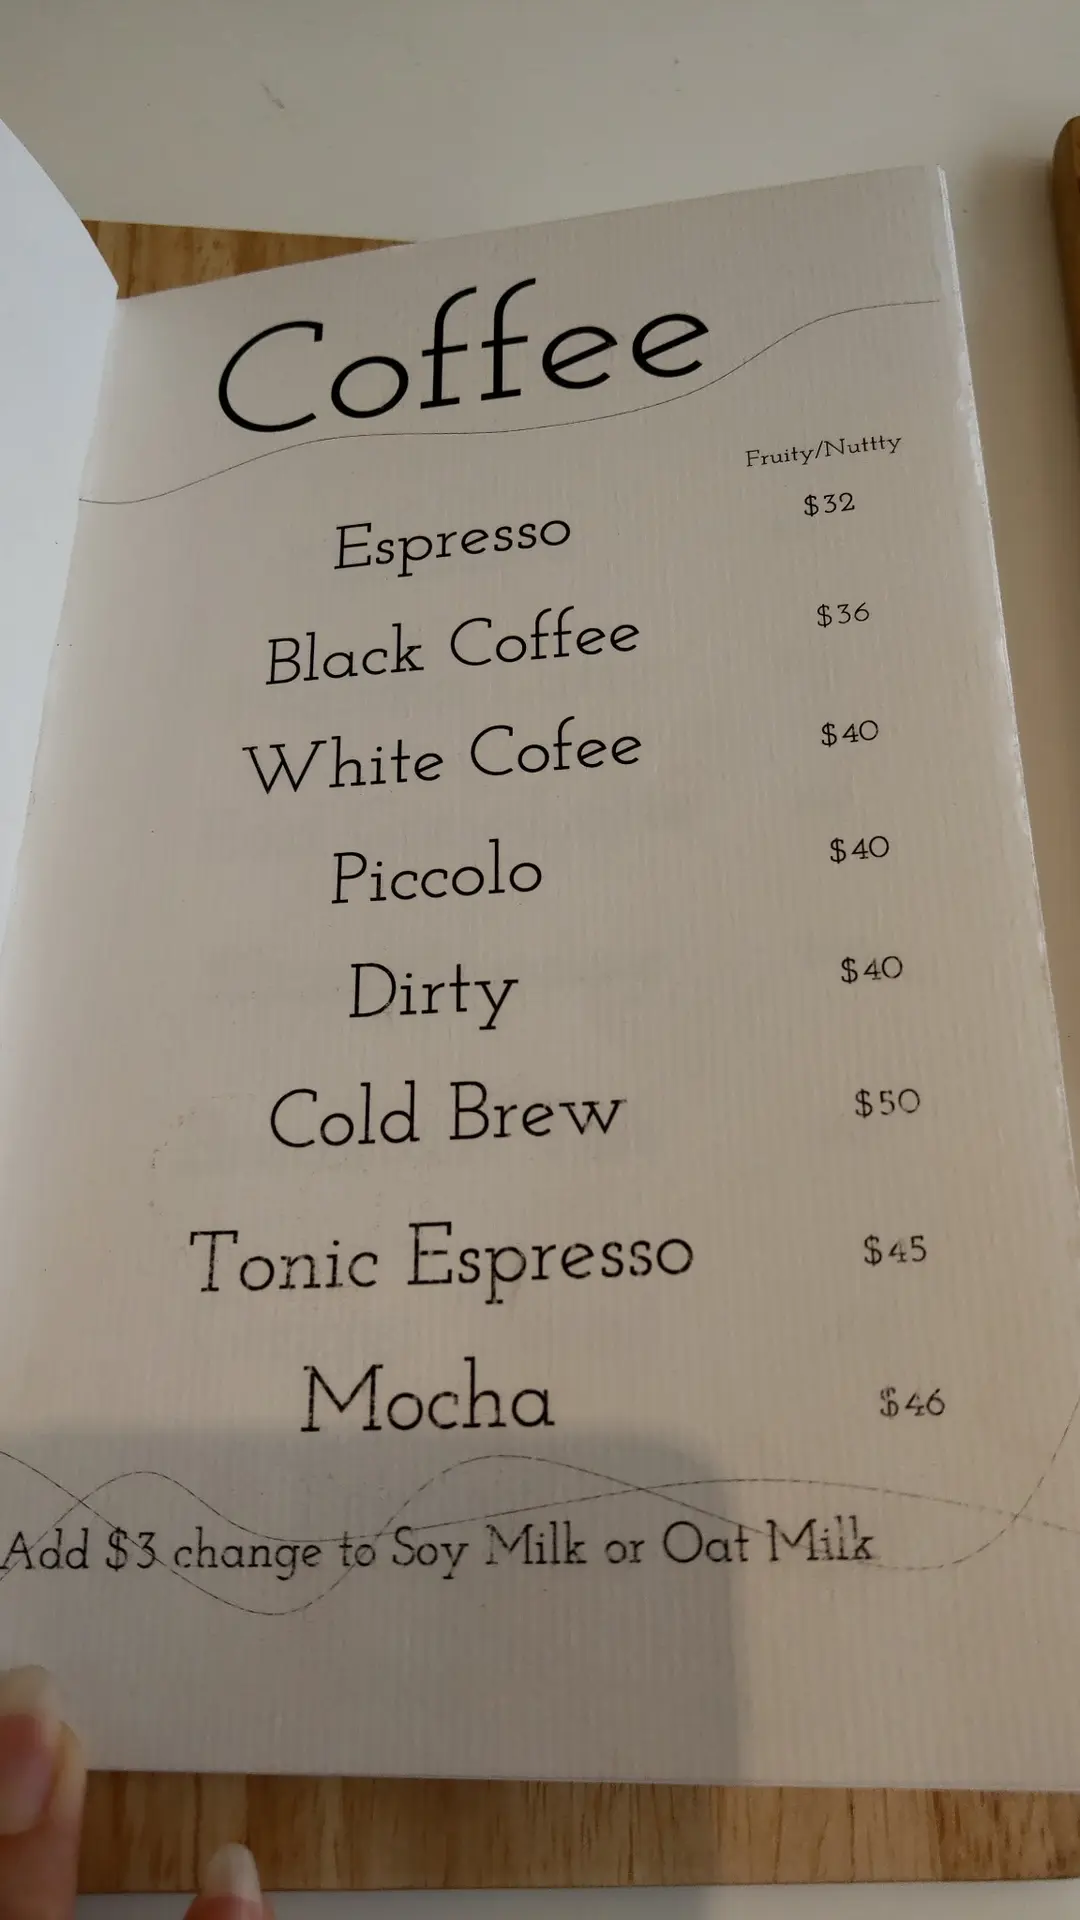 Coffee
Fruity/Nuttty
Espresso $32
Black Coffee $36
White Cofee $40
Piccolo $40
Dirty $40
Cold Brew $50
Tonic Espresso $45
Mocha $46
Add $3 change to Soy Milk or Oat Milk